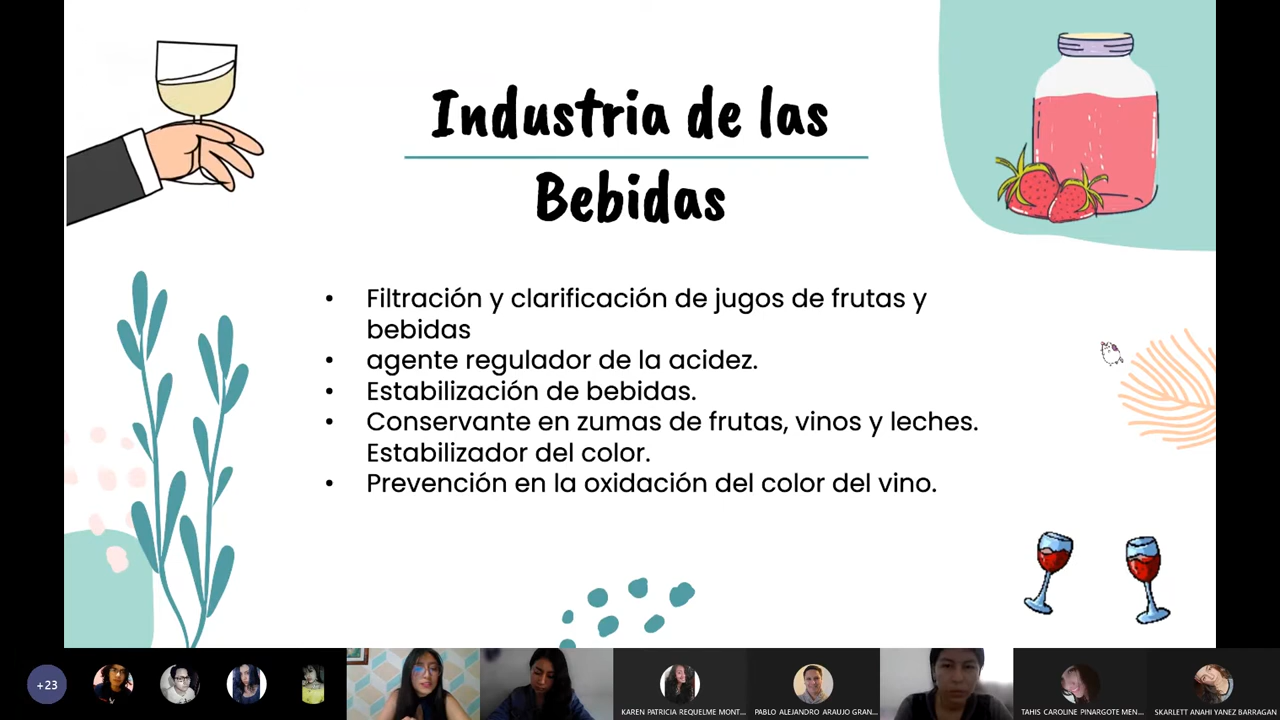 Industria de las
Bebidas
• Filtración y clarificación de jugos de frutas y
bebidas
• agente regulador de la acidez.
• Estabilización de bebidas.
• Conservante en zumas de frutas, vinos y leches.
Estabilizador del color.
• Prevención en la oxidación del color del vino.
+23
KAREN PATRICIA REQUELME MONT...
PABLO ALEJANDRO ARAUJO GRAN...
TAHIS CAROLINE PINARGOTE MEN...
SKARLETT ANAHI YANEZ BARRAGAN